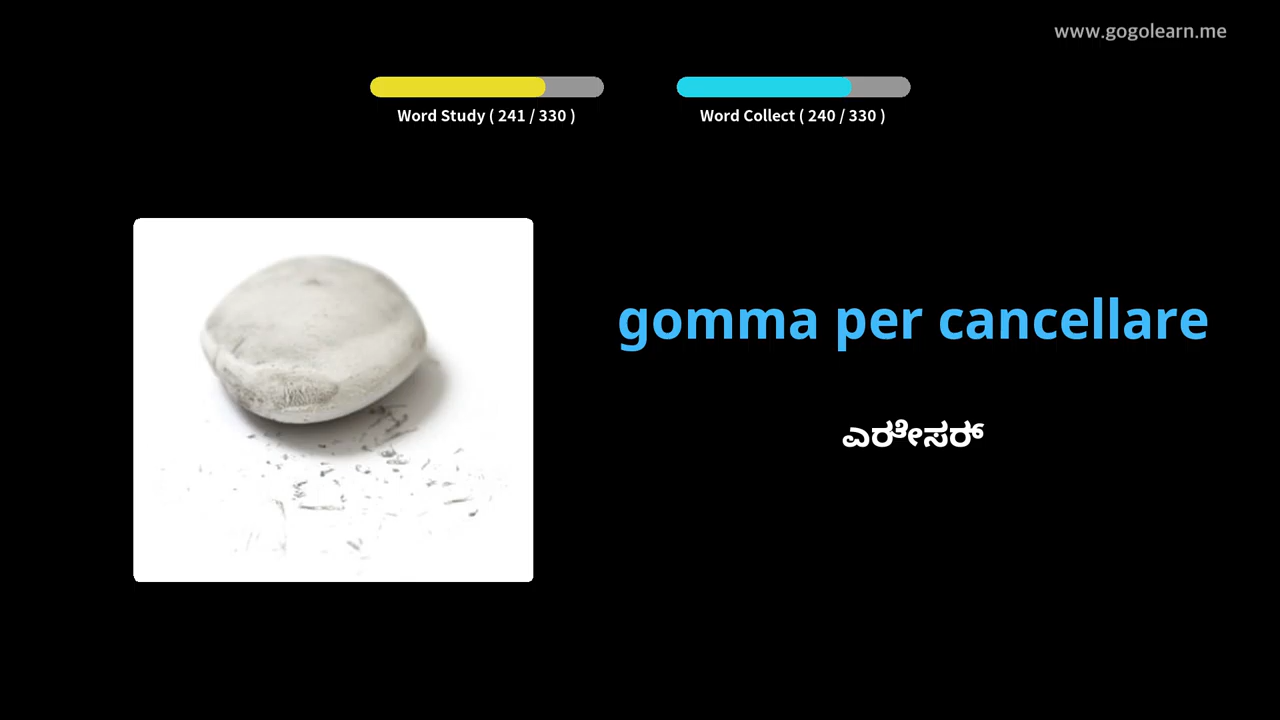 www.gogolearn.me
Word Study ( 241 / 330 )
Word Collect ( 240 / 330 )
gomma per cancellare
ಎರೇಸರ್